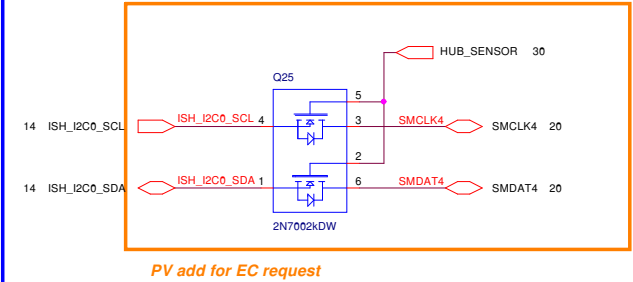 HUB_SENSOR 30
Q25
5
14 ISH_I2C0_SCL ISH_I2C0_SCL 4 3 SMCLK4 SMCLK4 20
2
14 ISH_I2C0_SDA ISH_I2C0_SDA 1 6 SMDAT4 SMDAT4 20
2N7002kDW
PV add for EC request